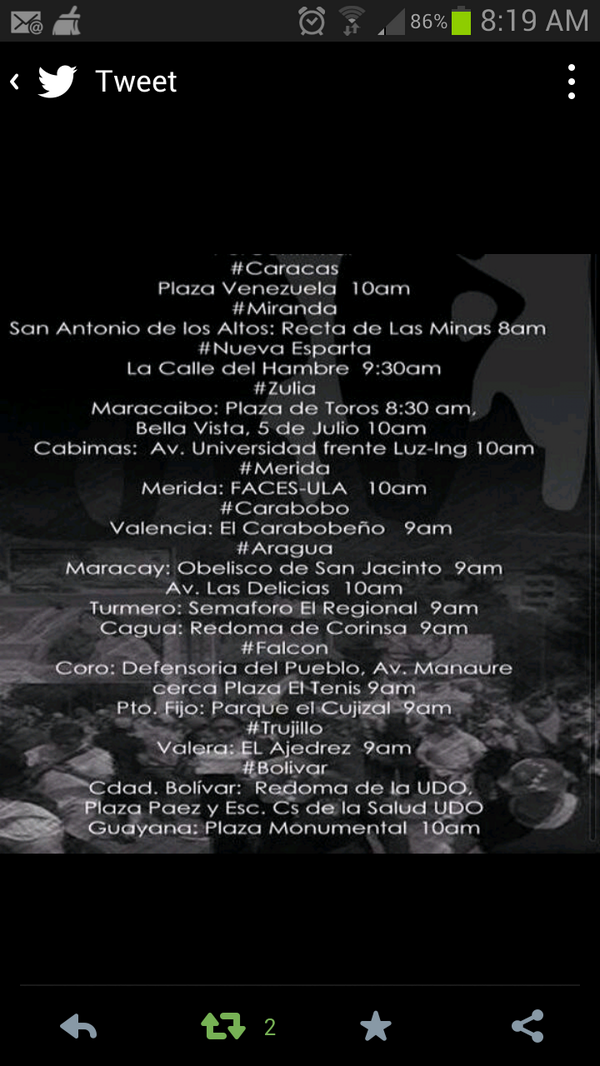 86% 8:19 AM
Tweet
#Caracas
Plaza Venezuela 10am
#Miranda
San Antonio de los Altos: Recta de Las Minas 8am
#Nueva Esparta
La Calle del Hambre 9:30am
#Zulia
Maracaibo: Plaza de Toros 8:30 am,
Bella Vista, 5 de Julio 10am
Cabimas: Av. Universidad frente Luz-Ing 10am
#Merida
Merida: FACES-ULA 10am
#Carabobo
Valencia: El Carabobeño 9am
#Aragua
Maracay: Obelisco de San Jacinto 9am
Av. Las Delicias 10am
Turmero: Semaforo El Regional 9am
Cagua: Redoma de Corinsa 9am
#Falcon
Coro: Defensoria del Pueblo, Av. Manaure
cerca Plaza El Tenis 9am
Pto. Fijo: Parque el Cujizal 9am
#Trujillo
Valera: EL Ajedrez 9am
#Bolivar
Cdad. Bolívar: Redoma de la UDO,
Plaza Paez y Esc. Cs de la Salud UDO
Guayana: Plaza Monumental 10am
2